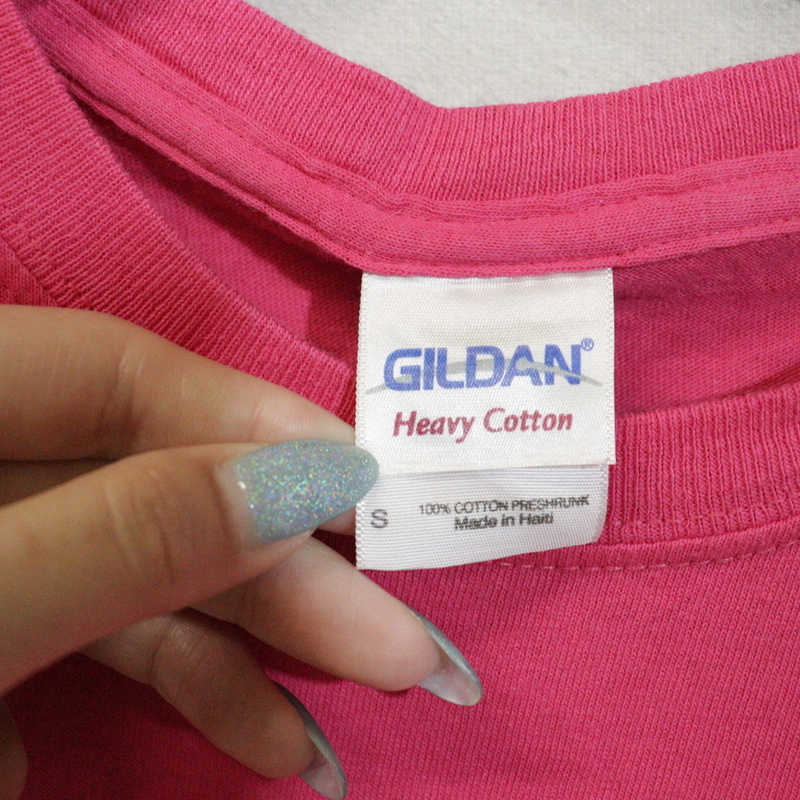 GILDAN®
Heavy Cotton
S
100% COTTON PRESHRUNK
Made in Haiti